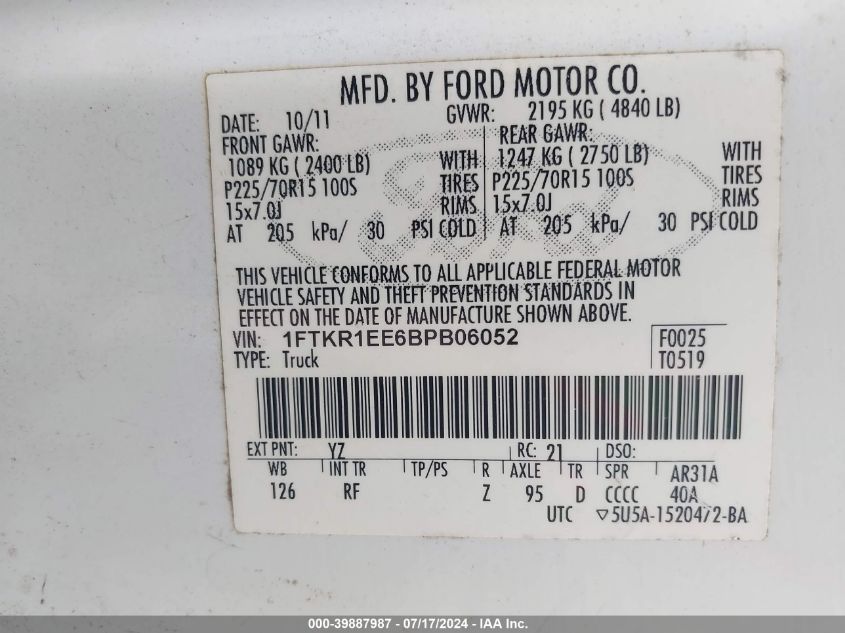 MFD. BY FORD MOTOR CO.
DATE: 10/11 GVWR: 2195 KG ( 4840 LB)
FRONT GAWR: REAR GAWR:
1089 KG ( 2400 LB) WITH 1247 KG ( 2750 LB) WITH
P225/70R15 100S TIRES P225/70R15 100S TIRES
15x7.0J RIMS 15x7.0J RIMS
AT 205 kPa/ 30 PSI COLD AT 205 kPa/ 30 PSI COLD
Ford
THIS VEHICLE CONFORMS TO ALL APPLICABLE FEDERAL MOTOR
VEHICLE SAFETY AND THEFT PREVENTION STANDARDS IN
EFFECT ON THE DATE OF MANUFACTURE SHOWN ABOVE.
VIN: 1FTKR1EE6BPB06052 F0025
TYPE: Truck T0519
EXT PNT: YZ RC: 21 DSO:
WB INT TR TP/PS R AXLE TR SPR AR31A
126 RF Z 95 D CCCC 40A
UTC ▽5U5A-1520472-BA
000-39887987 - 07/17/2024 - IAA Inc.